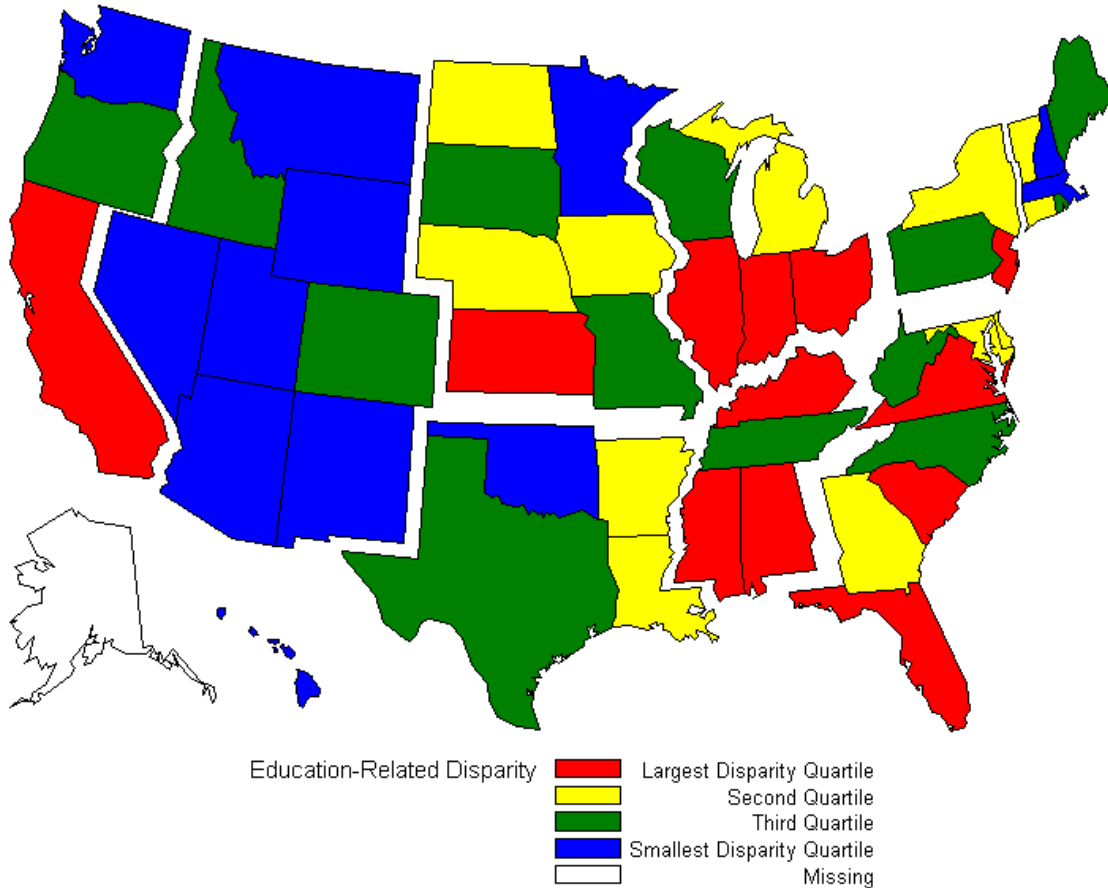 Education-Related Disparity Largest Disparity Quartile
Second Quartile
Third Quartile
Smallest Disparity Quartile
Missing